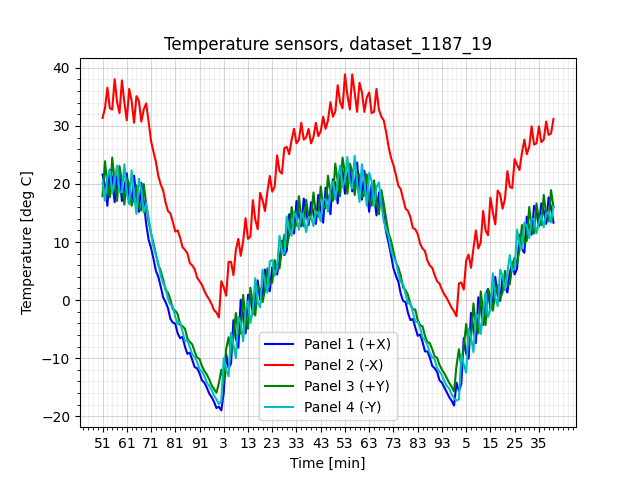 Temperature sensors, dataset_1187_19
Temperature [deg C]
40
30
20
10
0
−10
−20
Panel 1 (+X)
Panel 2 (-X)
Panel 3 (+Y)
Panel 4 (-Y)
51 61 71 81 91 3 13 23 33 43 53 63 73 83 93 5 15 25 35
Time [min]